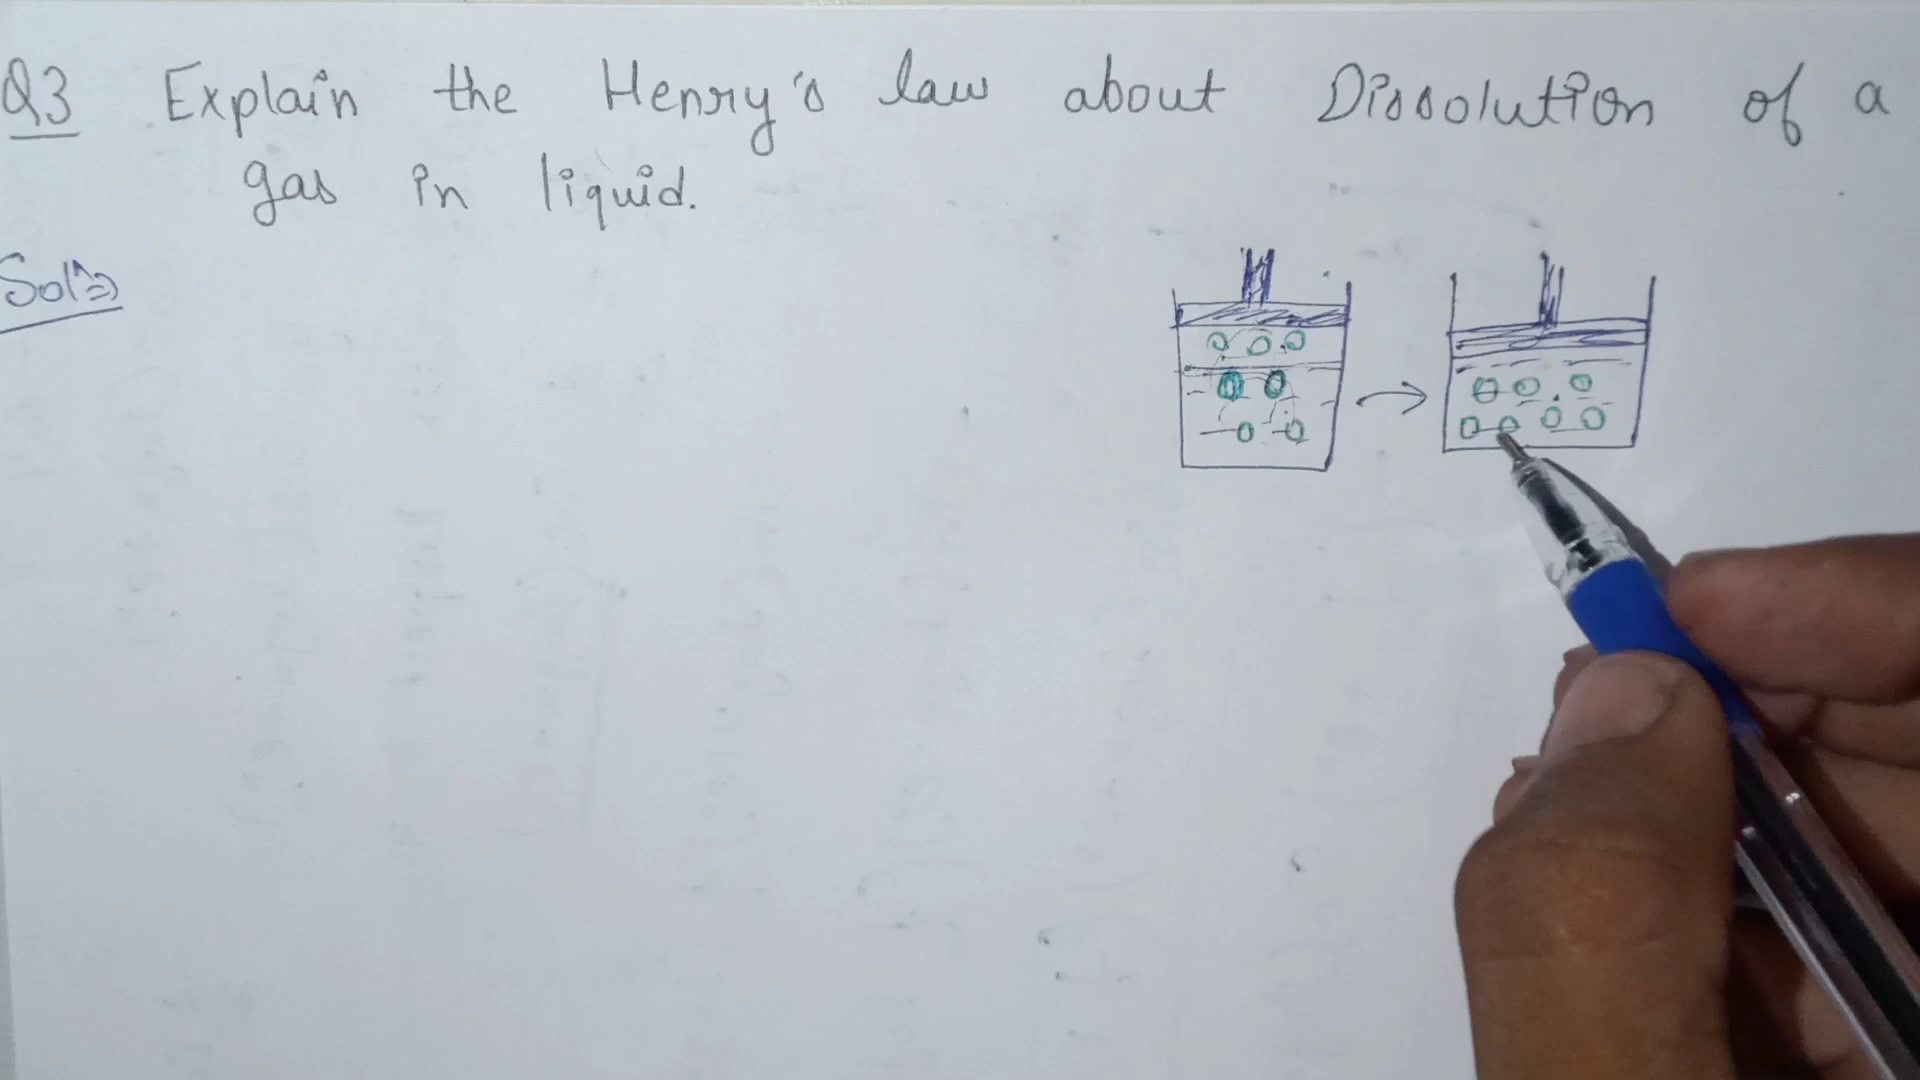 Q3 Explain the Henry's law about Dissolution of a
gas in liquid.
Soln⇒